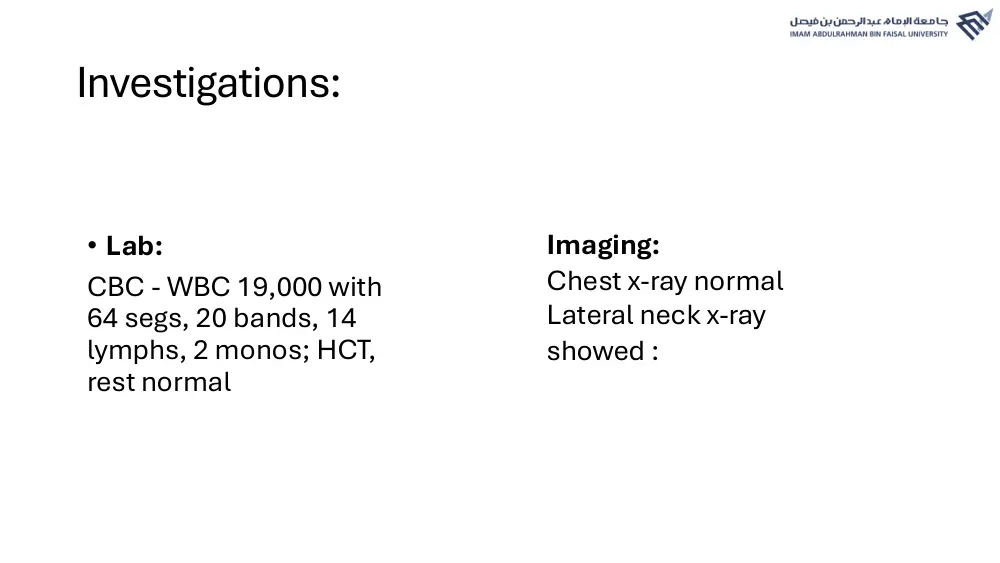 جامعة الإمام عبدالرحمن بن فيصل
IMAM ABDULRAHMAN BIN FAISAL UNIVERSITY
Investigations:
• Lab:
CBC - WBC 19,000 with
64 segs, 20 bands, 14
lymphs, 2 monos; HCT,
rest normal
Imaging:
Chest x-ray normal
Lateral neck x-ray
showed :